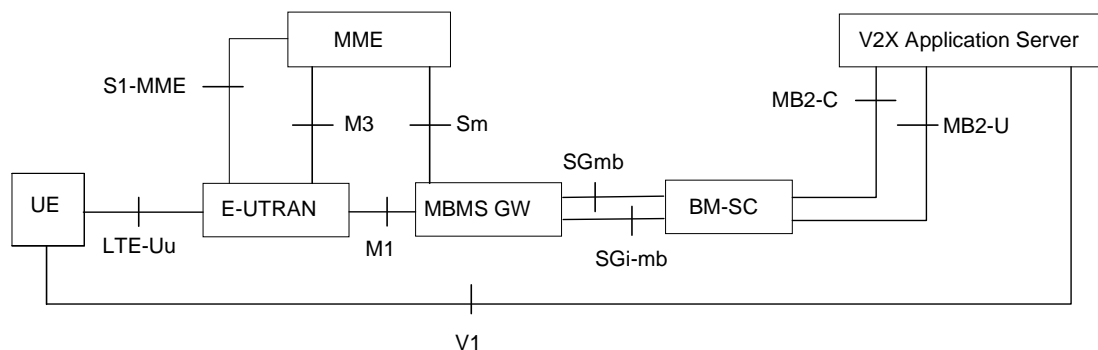 MME
V2X Application Server
S1-MME
MB2-C
M3
Sm
MB2-U
SGmb
UE
E-UTRAN
MBMS GW
BM-SC
LTE-Uu
M1
SGi-mb
V1